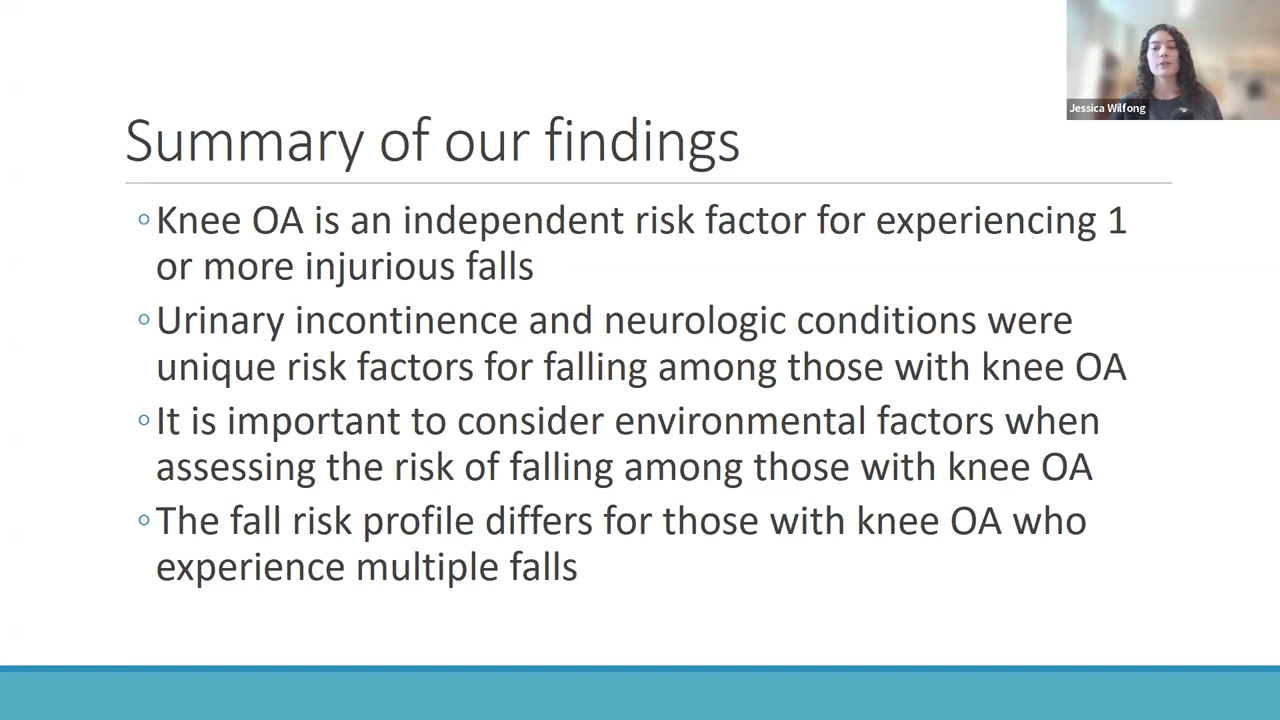 Jessica Wilfong
Summary of our findings
◦Knee OA is an independent risk factor for experiencing 1
or more injurious falls
◦Urinary incontinence and neurologic conditions were
unique risk factors for falling among those with knee OA
◦It is important to consider environmental factors when
assessing the risk of falling among those with knee OA
◦The fall risk profile differs for those with knee OA who
experience multiple falls